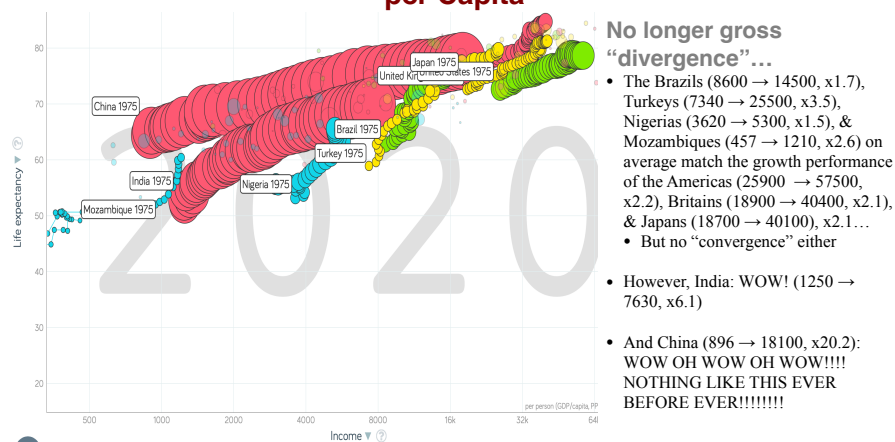 per Capita
No longer gross
“divergence”…
• The Brazils (8600 → 14500, x1.7),
Turkeys (7340 → 25500, x3.5),
Nigerias (3620 → 5300, x1.5), &
Mozambiques (457 → 1210, x2.6) on
average match the growth performance
of the Americas (25900 → 57500,
x2.2), Britains (18900 → 40400, x2.1),
& Japans (18700 → 40100), x2.1…
• But no “convergence” either
• However, India: WOW! (1250 →
7630, x6.1)
• And China (896 → 18100, x20.2):
WOW OH WOW OH WOW!!!!
NOTHING LIKE THIS EVER
BEFORE EVER!!!!!!!!
2020
Life expectancy ▼ ?
80
70
60
50
40
30
20
Japan 1975
United States 1975
China 1975
Brazil 1975
Turkey 1975
India 1975
Nigeria 1975
Mozambique 1975
per person (GDP/capita, PP
500 1000 2000 4000 8000 16k 32k 64
Income ▼ ?